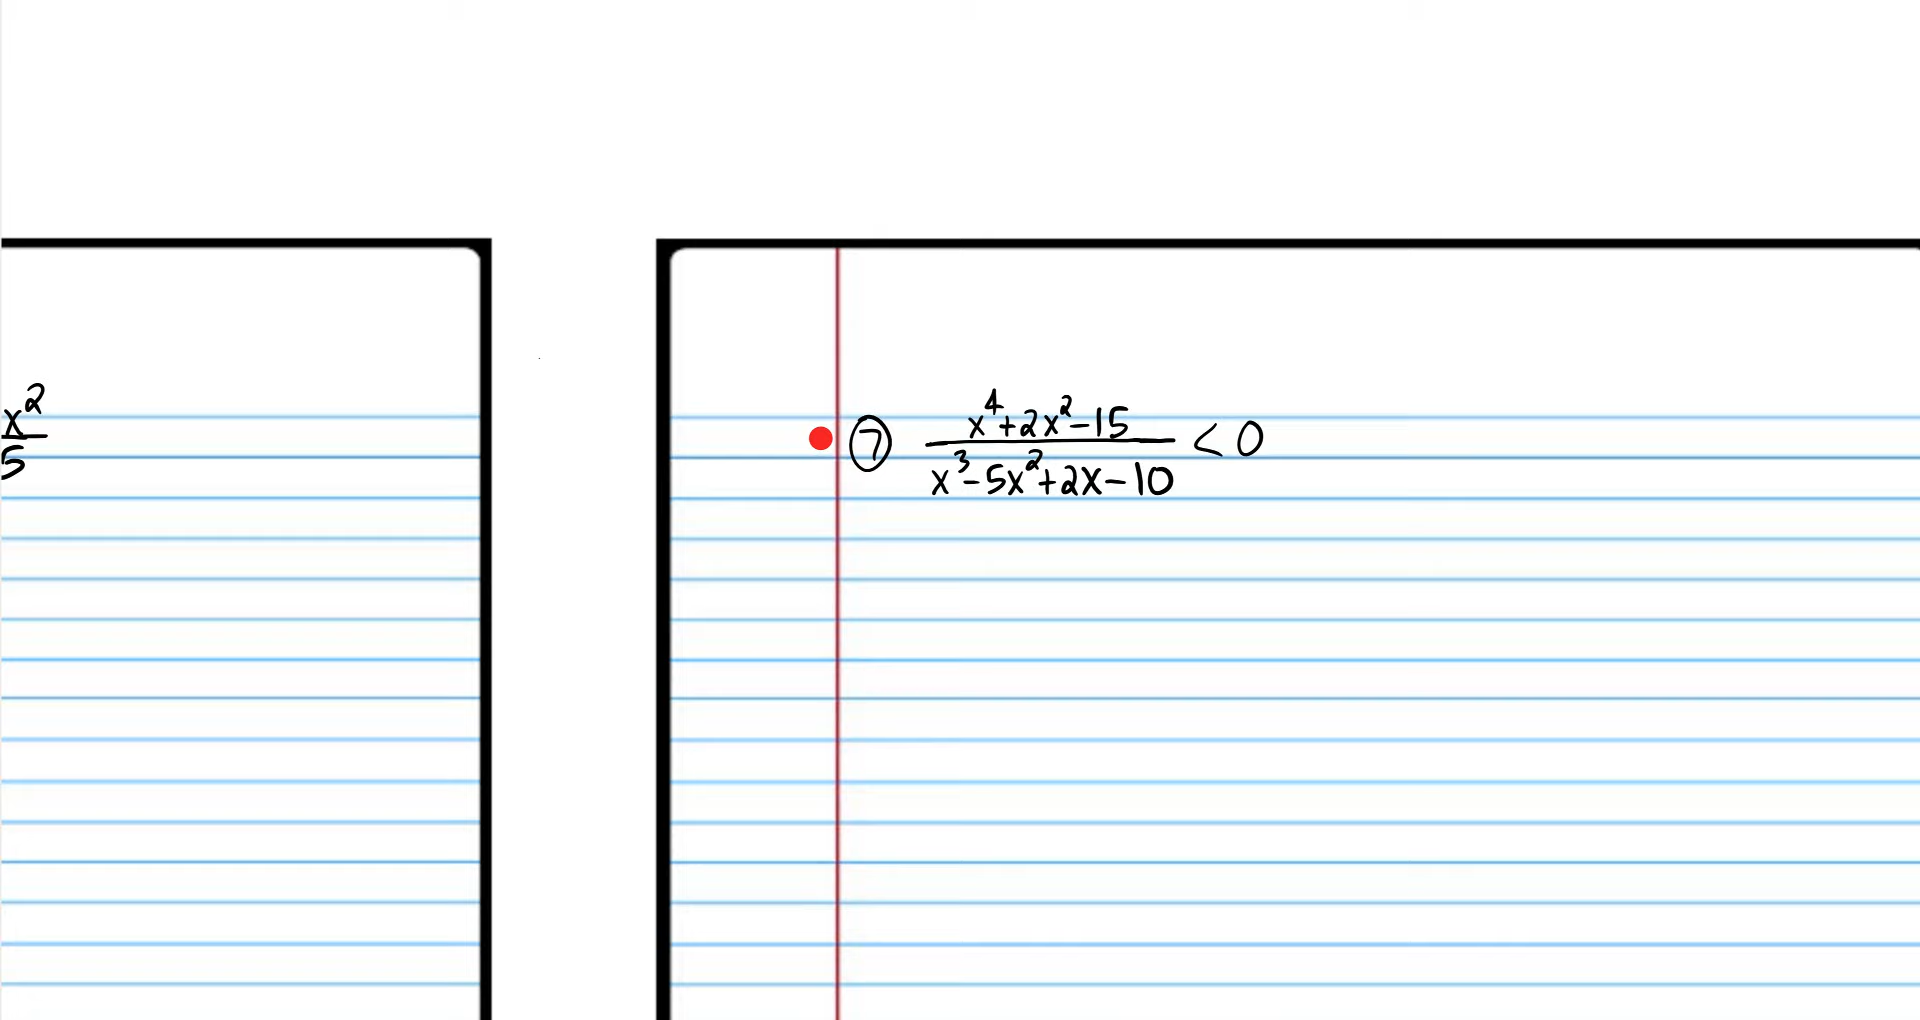 x²/5
⑦ (x⁴+2x²-15)/(x³-5x²+2x-10) < 0